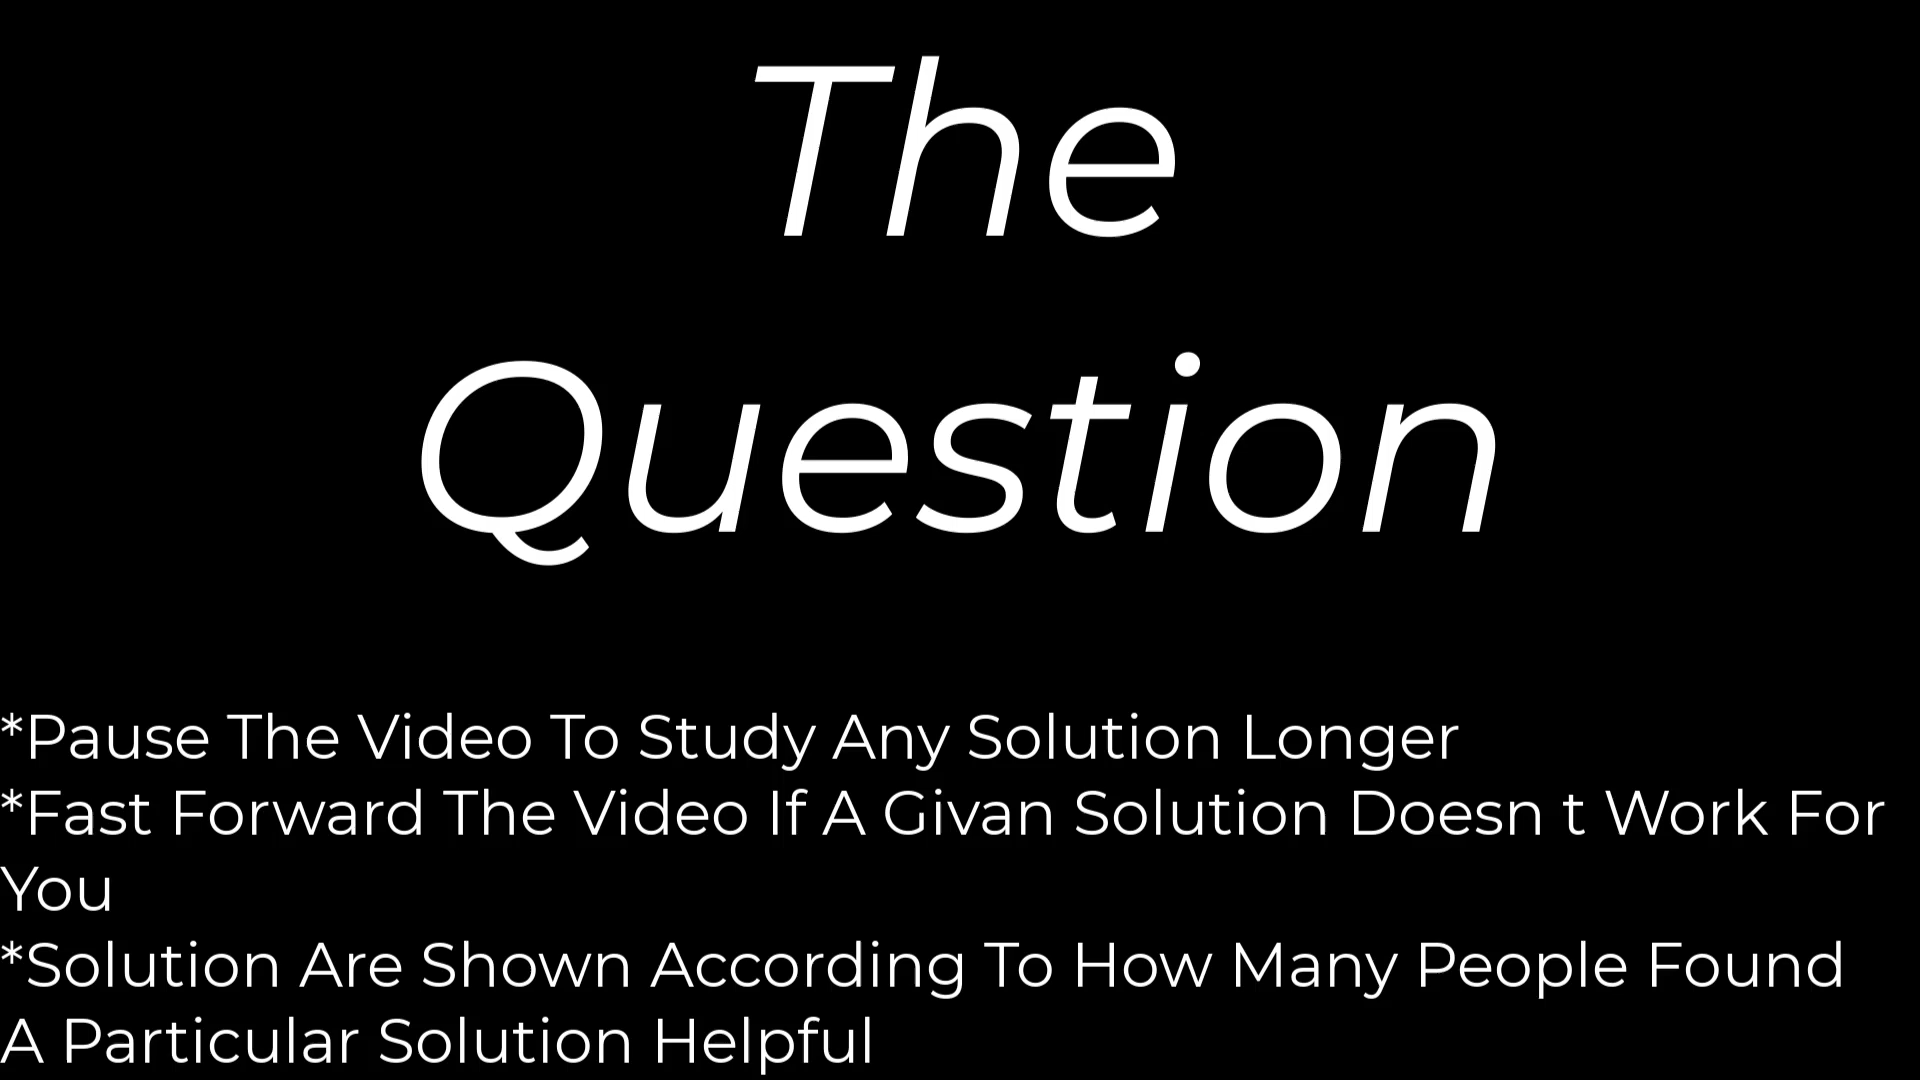 The
Question
*Pause The Video To Study Any Solution Longer
*Fast Forward The Video If A Givan Solution Doesn t Work For
You
*Solution Are Shown According To How Many People Found
A Particular Solution Helpful